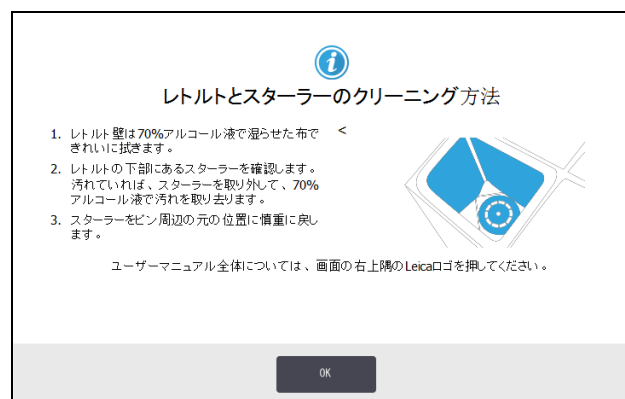 レトルトとスターラーのクリーニング方法
1. レトルト壁は70%アルコール液で湿らせた布で
きれいに拭きます。
<
2. レトルトの下部にあるスターラーを確認します。
汚れていれば、スターラーを取り外して、70%
アルコール液で汚れを取り去ります。
3. スターラーをピン周辺の元の位置に慎重に戻し
ます。
ユーザーマニュアル全体については、画面の右上隅のLeicaロゴを押してください。
OK